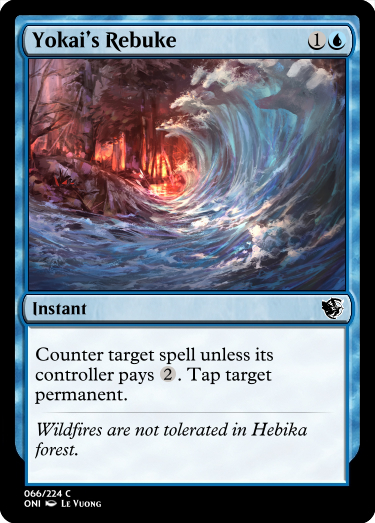 Yokai's Rebuke 1
Instant
Counter target spell unless its
controller pays 2. Tap target
permanent.
Wildfires are not tolerated in Hebika
forest.
066/224 C
ONI Le Vuong